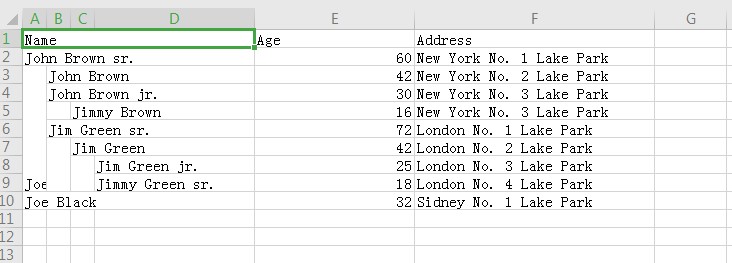 A B C D E F G
1 Name Age Address
2 John Brown sr. 60 New York No. 1 Lake Park
3 John Brown 42 New York No. 2 Lake Park
4 John Brown jr. 30 New York No. 3 Lake Park
5 Jimmy Brown 16 New York No. 3 Lake Park
6 Jim Green sr. 72 London No. 1 Lake Park
7 Jim Green 42 London No. 2 Lake Park
8 Jim Green jr. 25 London No. 3 Lake Park
9 Joe Jimmy Green sr. 18 London No. 4 Lake Park
10 Joe Black 32 Sidney No. 1 Lake Park
11
12
13